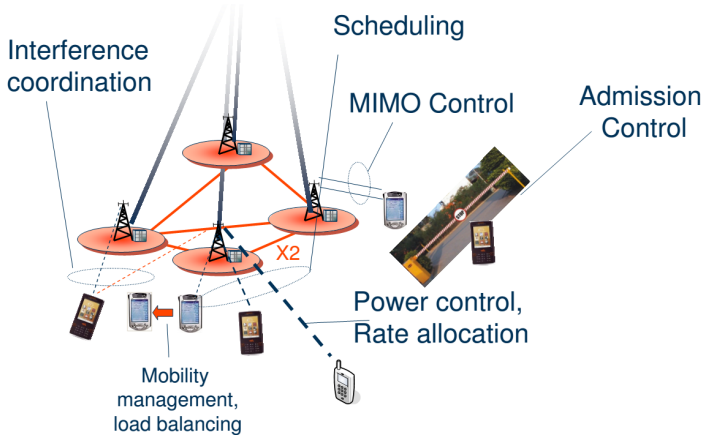 Scheduling
Interference
coordination
MIMO Control
Admission
Control
X2
Power control,
Rate allocation
Mobility
management,
load balancing